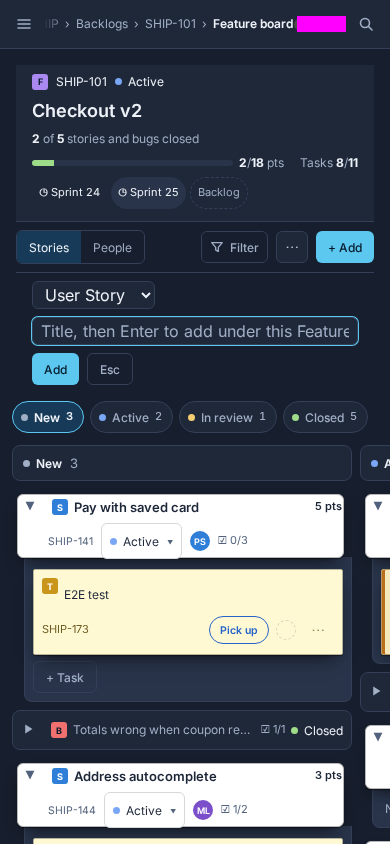 IP › Backlogs › SHIP-101 › Feature board
F SHIP-101 Active
Checkout v2
2 of 5 stories and bugs closed
2/18 pts Tasks 8/11
Sprint 24 Sprint 25 Backlog
Stories People Filter ... + Add
User Story
Title, then Enter to add under this Feature
Add Esc
New 3 Active 2 In review 1 Closed 5
New 3
S Pay with saved card 5 pts
SHIP-141 Active PS 0/3
T E2E test
SHIP-173 Pick up ...
+ Task
B Totals wrong when coupon re... 1/1 Closed
S Address autocomplete 3 pts
SHIP-144 Active ML 1/2